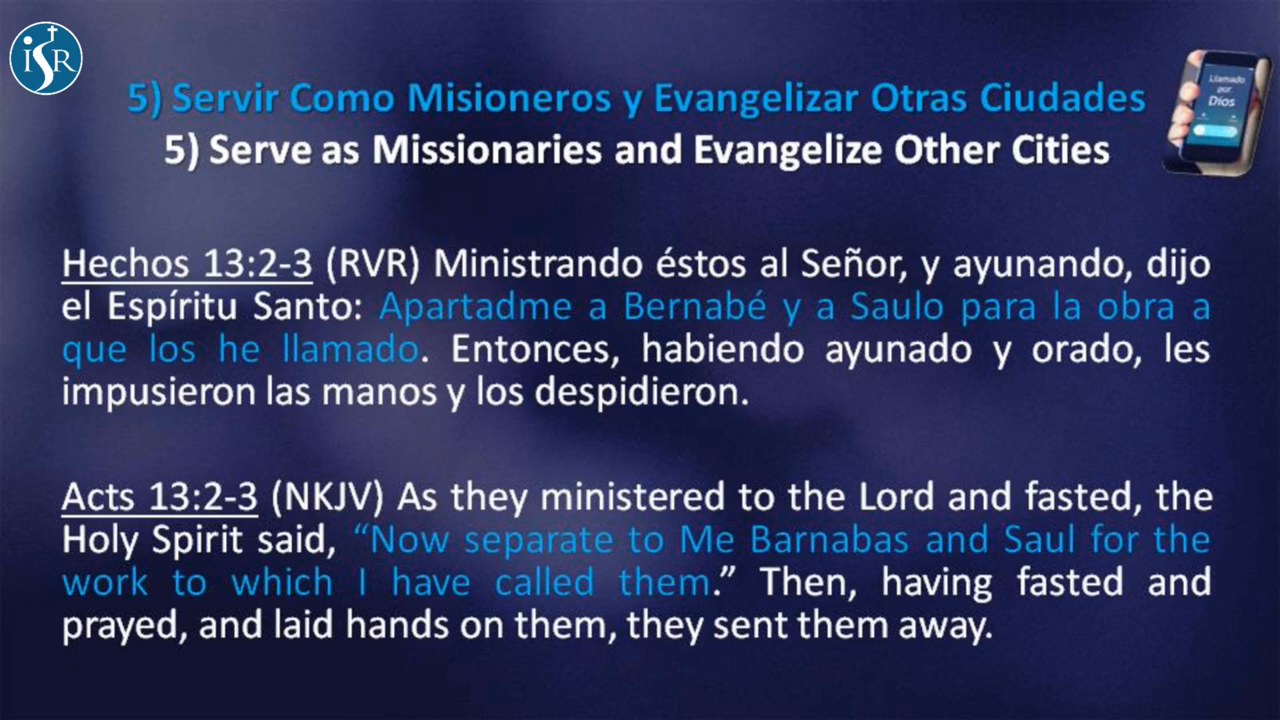 ISR
5) Servir Como Misioneros y Evangelizar Otras Ciudades
5) Serve as Missionaries and Evangelize Other Cities
Llamado
por
Dios
Hechos 13:2-3 (RVR) Ministrando éstos al Señor, y ayunando, dijo
el Espíritu Santo: Apartadme a Bernabé y a Saulo para la obra a
que los he llamado. Entonces, habiendo ayunado y orado, les
impusieron las manos y los despidieron.
Acts 13:2-3 (NKJV) As they ministered to the Lord and fasted, the
Holy Spirit said, “Now separate to Me Barnabas and Saul for the
work to which I have called them.” Then, having fasted and
prayed, and laid hands on them, they sent them away.